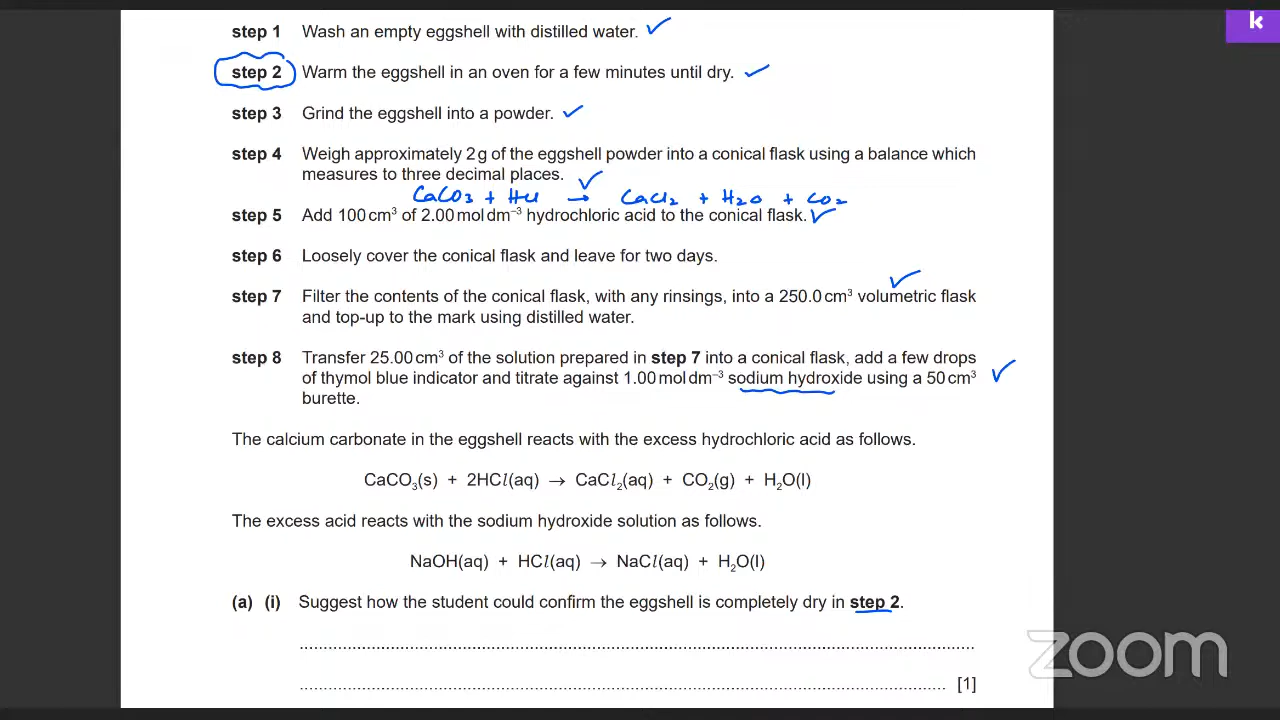 k
step 1 Wash an empty eggshell with distilled water.
step 2 Warm the eggshell in an oven for a few minutes until dry.
step 3 Grind the eggshell into a powder.
step 4 Weigh approximately 2 g of the eggshell powder into a conical flask using a balance which
measures to three decimal places.
CaCO₃ + HCl → CaCl₂ + H₂O + CO₂
step 5 Add 100 cm³ of 2.00 mol dm⁻³ hydrochloric acid to the conical flask.
step 6 Loosely cover the conical flask and leave for two days.
step 7 Filter the contents of the conical flask, with any rinsings, into a 250.0 cm³ volumetric flask
and top-up to the mark using distilled water.
step 8 Transfer 25.00 cm³ of the solution prepared in step 7 into a conical flask, add a few drops
of thymol blue indicator and titrate against 1.00 mol dm⁻³ sodium hydroxide using a 50 cm³
burette.
The calcium carbonate in the eggshell reacts with the excess hydrochloric acid as follows.
CaCO₃(s) + 2HCl(aq) → CaCl₂(aq) + CO₂(g) + H₂O(l)
The excess acid reacts with the sodium hydroxide solution as follows.
NaOH(aq) + HCl(aq) → NaCl(aq) + H₂O(l)
(a) (i) Suggest how the student could confirm the eggshell is completely dry in step 2.
[1]
zoom